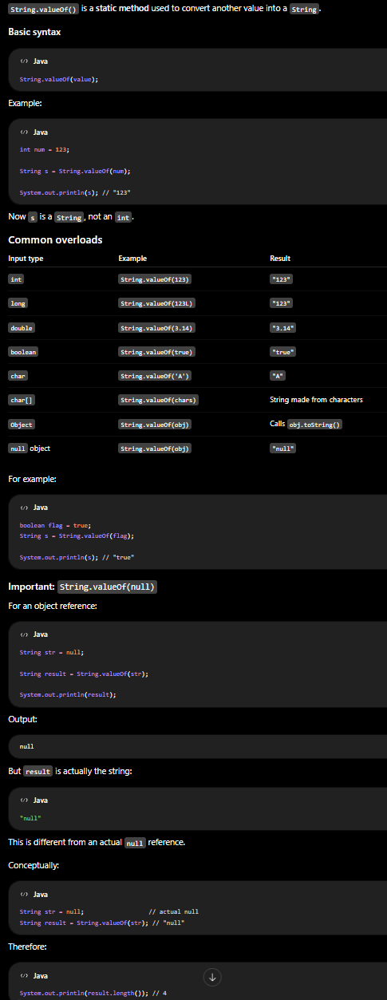 String.valueOf() is a static method used to convert another value into a String.
Basic syntax
</> Java
String.valueOf(value);
Example:
</> Java
int num = 123;
String s = String.valueOf(num);
System.out.println(s); // "123"
Now s is a String, not an int.
Common overloads
Input type Example Result
int String.valueOf(123) "123"
long String.valueOf(123L) "123"
double String.valueOf(3.14) "3.14"
boolean String.valueOf(true) "true"
char String.valueOf('A') "A"
char[] String.valueOf(chars) String made from characters
Object String.valueOf(obj) Calls obj.toString()
null object String.valueOf(obj) "null"
For example:
</> Java
boolean flag = true;
String s = String.valueOf(flag);
System.out.println(s); // "true"
Important: String.valueOf(null)
For an object reference:
</> Java
String str = null;
String result = String.valueOf(str);
System.out.println(result);
Output:
null
But result is actually the string:
</> Java
"null"
This is different from an actual null reference.
Conceptually:
</> Java
String str = null; // actual null
String result = String.valueOf(str); // "null"
Therefore:
</> Java
System.out.println(result.length()); // 4